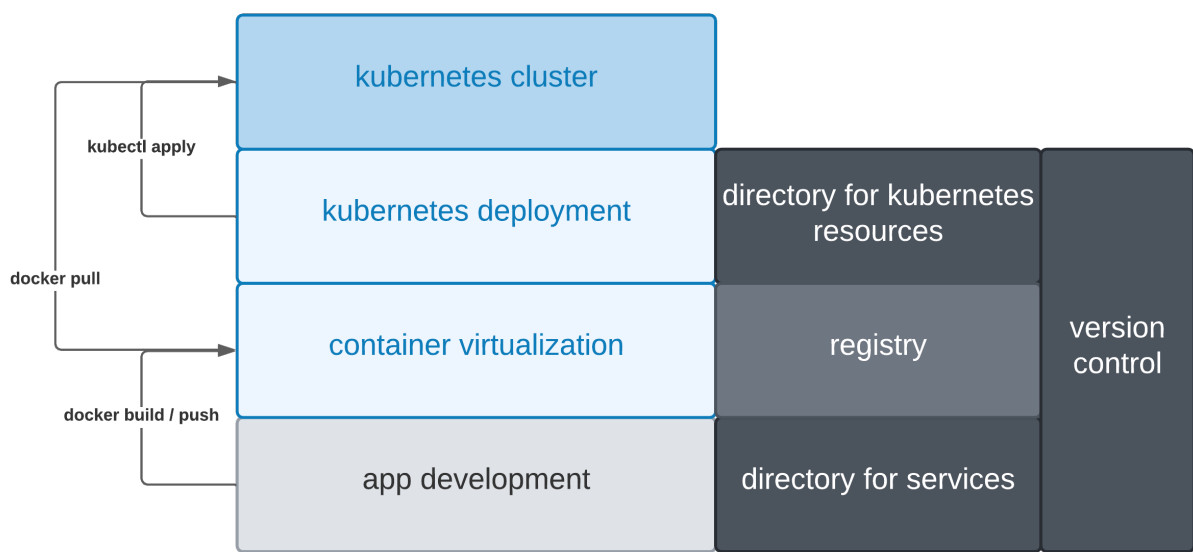 kubernetes cluster
kubectl apply
kubernetes deployment
directory for kubernetes
resources
docker pull
container virtualization
registry
version
control
docker build / push
app development
directory for services